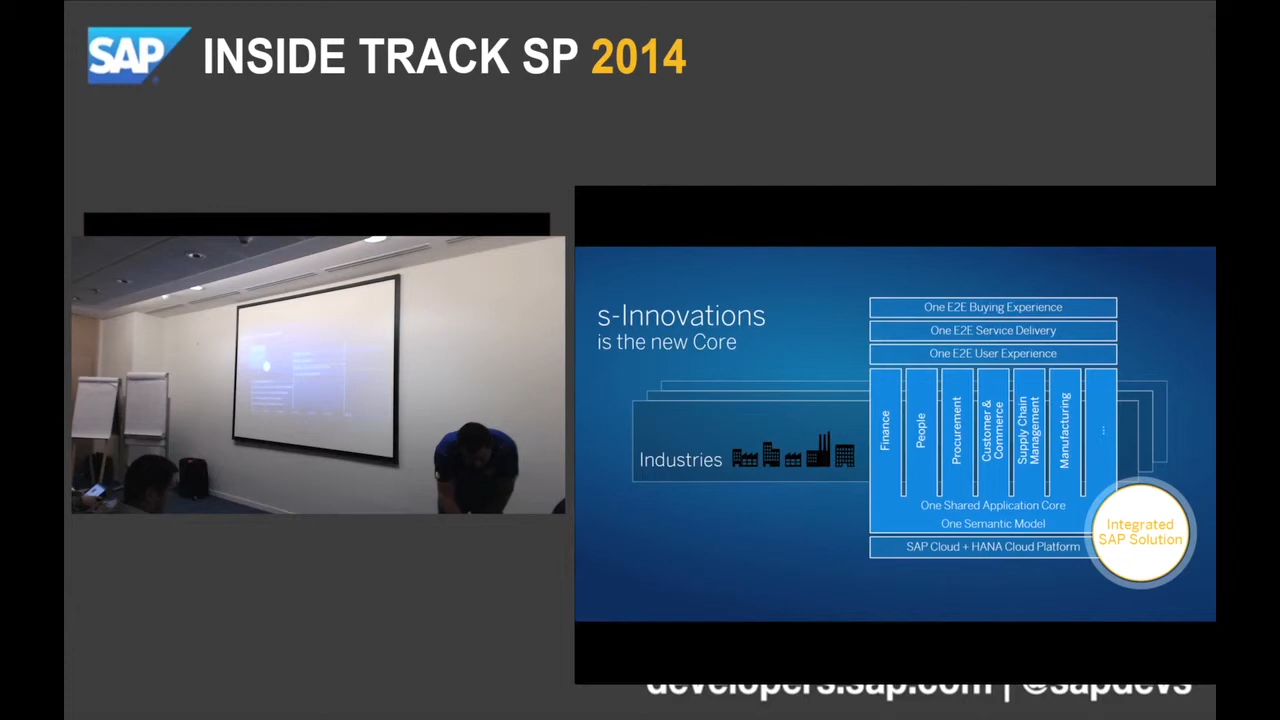 SAP
INSIDE TRACK SP 2014
s-Innovations
is the new Core
One E2E Buying Experience
One E2E Service Delivery
One E2E User Experience
Industries
Finance
People
Procurement
Customer &
Commerce
Supply Chain
Management
Manufacturing
...
One Shared Application Core
One Semantic Model
SAP Cloud + HANA Cloud Platform
Integrated
SAP Solution
developers.sap.com | @sapdevs